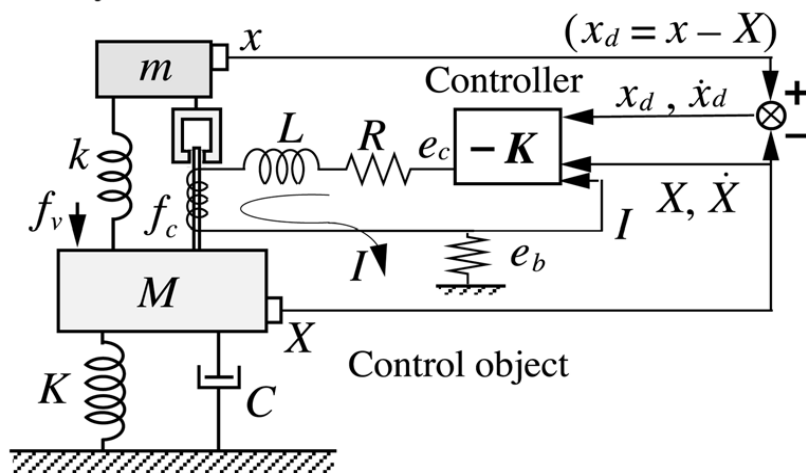 x
(x_d = x – X)
m
Controller
+
x_d , ẋ_d
–
L
R
e_c
– K
k
X, Ẋ
f_v
f_c
I
I
e_b
M
X
Control object
K
C